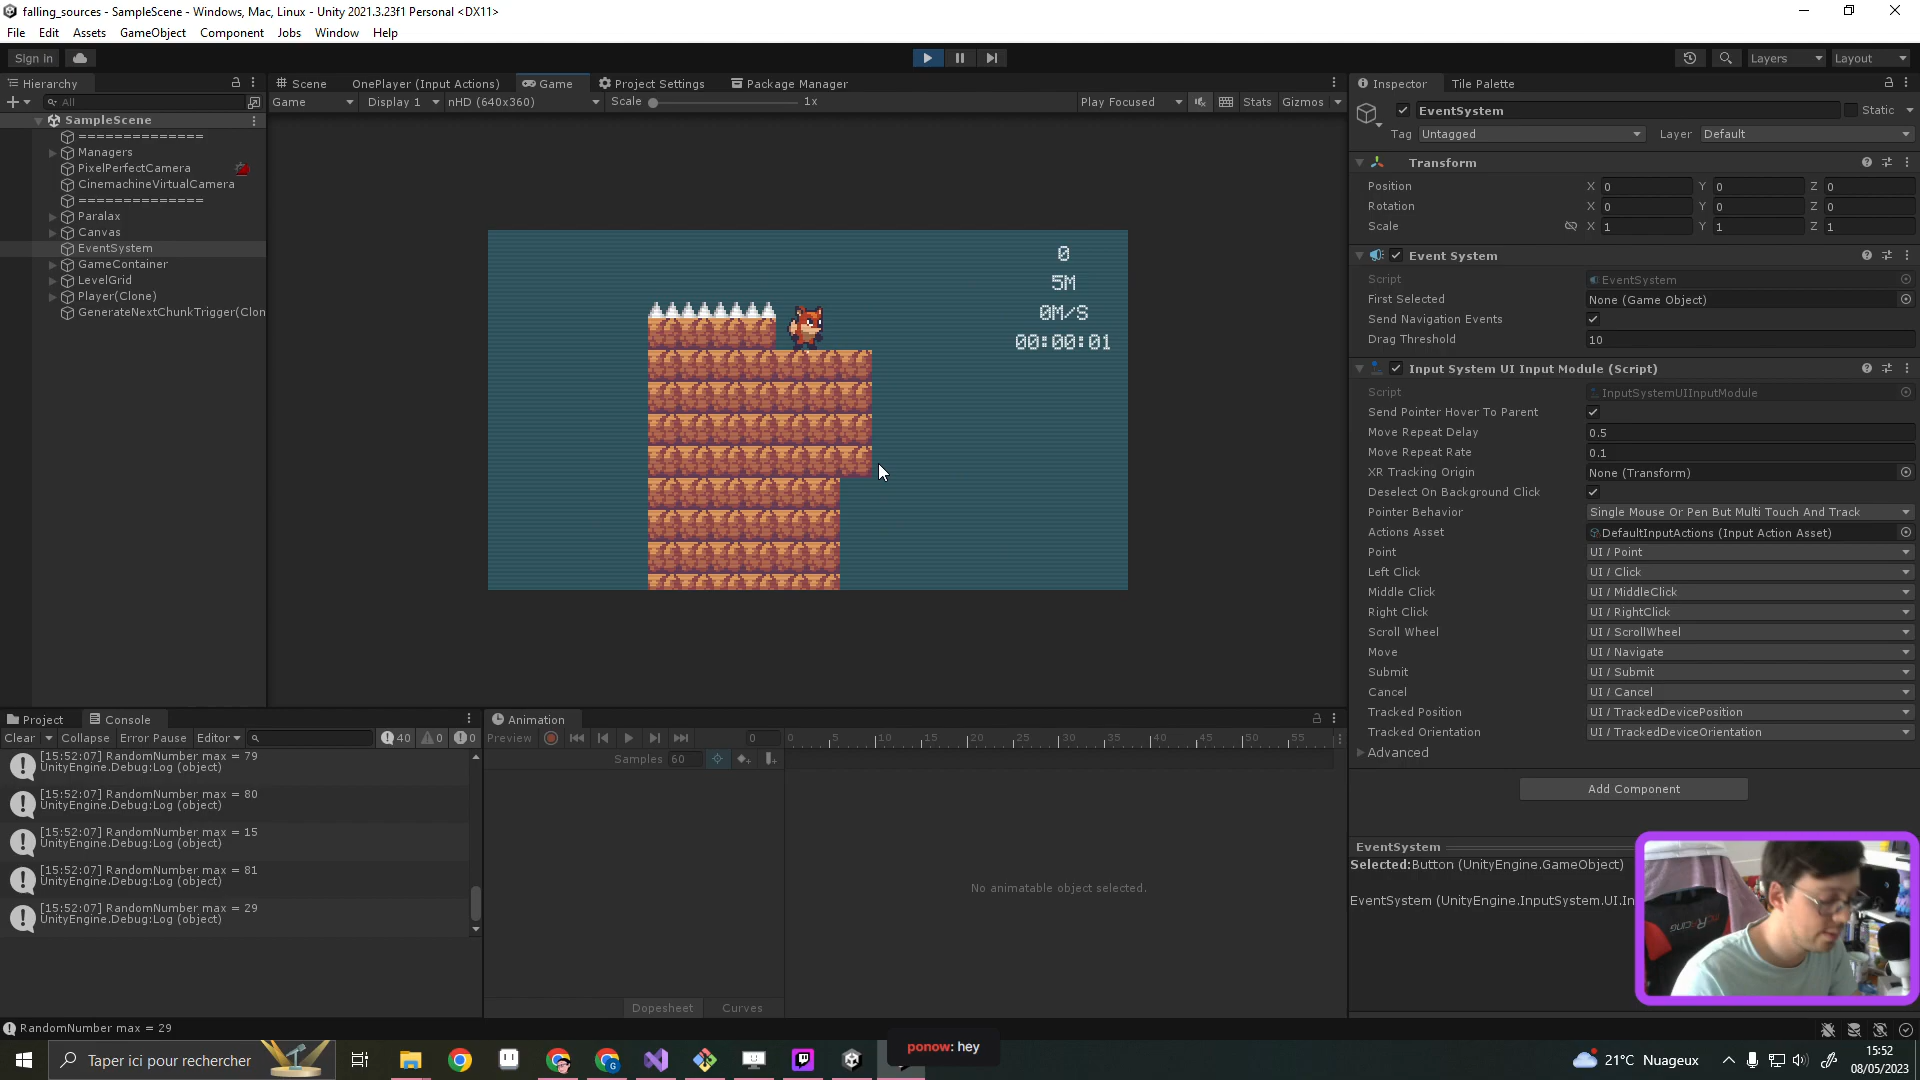 falling_sources - SampleScene - Windows, Mac, Linux - Unity 2021.3.23f1 Personal <DX11>
File Edit Assets GameObject Component Jobs Window Help
Sign in
Layers Layout
Hierarchy
All
SampleScene
==============
Managers
PixelPerfectCamera
CinemachineVirtualCamera
==============
Paralax
Canvas
EventSystem
GameContainer
LevelGrid
Player(Clone)
GenerateNextChunkTrigger(Clon
Scene OnePlayer (Input Actions) Game Project Settings Package Manager
Game Display 1 nHD (640x360) Scale 1x Play Focused Stats Gizmos
0
5M
0M/S
00:00:01
Inspector Tile Palette
EventSystem Static
Tag Untagged Layer Default
Transform
Position X 0 Y 0 Z 0
Rotation X 0 Y 0 Z 0
Scale X 1 Y 1 Z 1
Event System
Script EventSystem
First Selected None (Game Object)
Send Navigation Events
Drag Threshold 10
Input System UI Input Module (Script)
Script InputSystemUIInputModule
Send Pointer Hover To Parent
Move Repeat Delay 0.5
Move Repeat Rate 0.1
XR Tracking Origin None (Transform)
Deselect On Background Click
Pointer Behavior Single Mouse Or Pen But Multi Touch And Track
Actions Asset DefaultInputActions (Input Action Asset)
Point UI / Point
Left Click UI / Click
Middle Click UI / MiddleClick
Right Click UI / RightClick
Scroll Wheel UI / ScrollWheel
Move UI / Navigate
Submit UI / Submit
Cancel UI / Cancel
Tracked Position UI / TrackedDevicePosition
Tracked Orientation UI / TrackedDeviceOrientation
Advanced
Add Component
EventSystem
Selected:Button (UnityEngine.GameObject)
EventSystem (UnityEngine.InputSystem.UI.In
Project Console
Clear Collapse Error Pause Editor 40 0 0
[15:52:07] RandomNumber max = 79
UnityEngine.Debug:Log (object)
[15:52:07] RandomNumber max = 80
UnityEngine.Debug:Log (object)
[15:52:07] RandomNumber max = 15
UnityEngine.Debug:Log (object)
[15:52:07] RandomNumber max = 81
UnityEngine.Debug:Log (object)
[15:52:07] RandomNumber max = 29
UnityEngine.Debug:Log (object)
Animation
Preview 0 0 5 10 15 20 25 30 35 40 45 50 55
Samples 60
No animatable object selected.
Dopesheet Curves
RandomNumber max = 29
Taper ici pour rechercher
ponow: hey
21°C Nuageux
15:52
08/05/2023